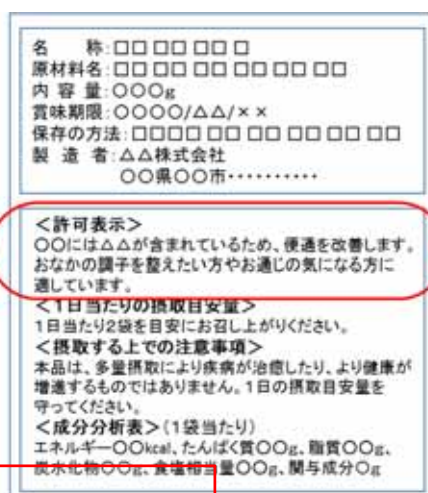 名　　称:□□ □□ □□ □
原材料名:□□ □□ □□ □□ □□
内 容 量:○○○g
賞味期限:○○○○/△△/××
保存の方法:□□□□ □□ □□ □□ □□
製 造 者:△△株式会社
○○県○○市・・・・・・・・・・
＜許可表示＞
○○には△△が含まれているため、便通を改善します。
おなかの調子を整えたい方やお通じの気になる方に
適しています。
＜1日当たりの摂取目安量＞
1日当たり2袋を目安にお召し上がりください。
＜摂取する上での注意事項＞
本品は、多量摂取により疾病が治癒したり、より健康が
増進するものではありません。1日の摂取目安量を
守ってください。
＜成分分析表＞(1袋当たり)
エネルギー○○kcal、たんぱく質○○g、脂質○○g、
炭水化物○○g、食塩相当量○○g、関与成分○g